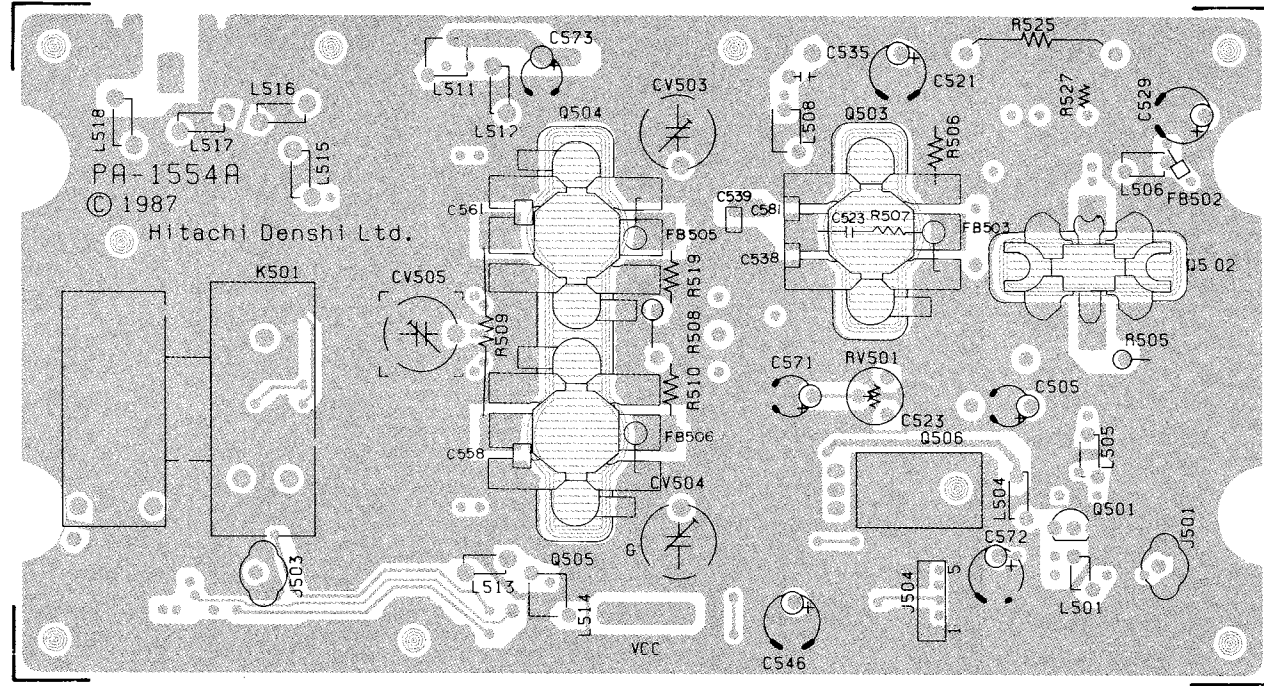 R525
C573
C535
C521
L511
CV503
R527
C529
L516
L518
L517
L512
Q504
L508
Q503
R506
L515
PA-1554A
© 1987
Hitachi Denshi Ltd.
L506
FB502
C561
FB505
C539
C581
C523
R507
FB503
C538
K501
CV505
R519
Q502
R509
R508
R505
C571
RV501
R510
C505
C523
Q506
FB506
L505
C558
CV504
L504
Q501
J501
G
C572
J503
Q505
L513
J504
5
L501
L514
1
VCC
C546